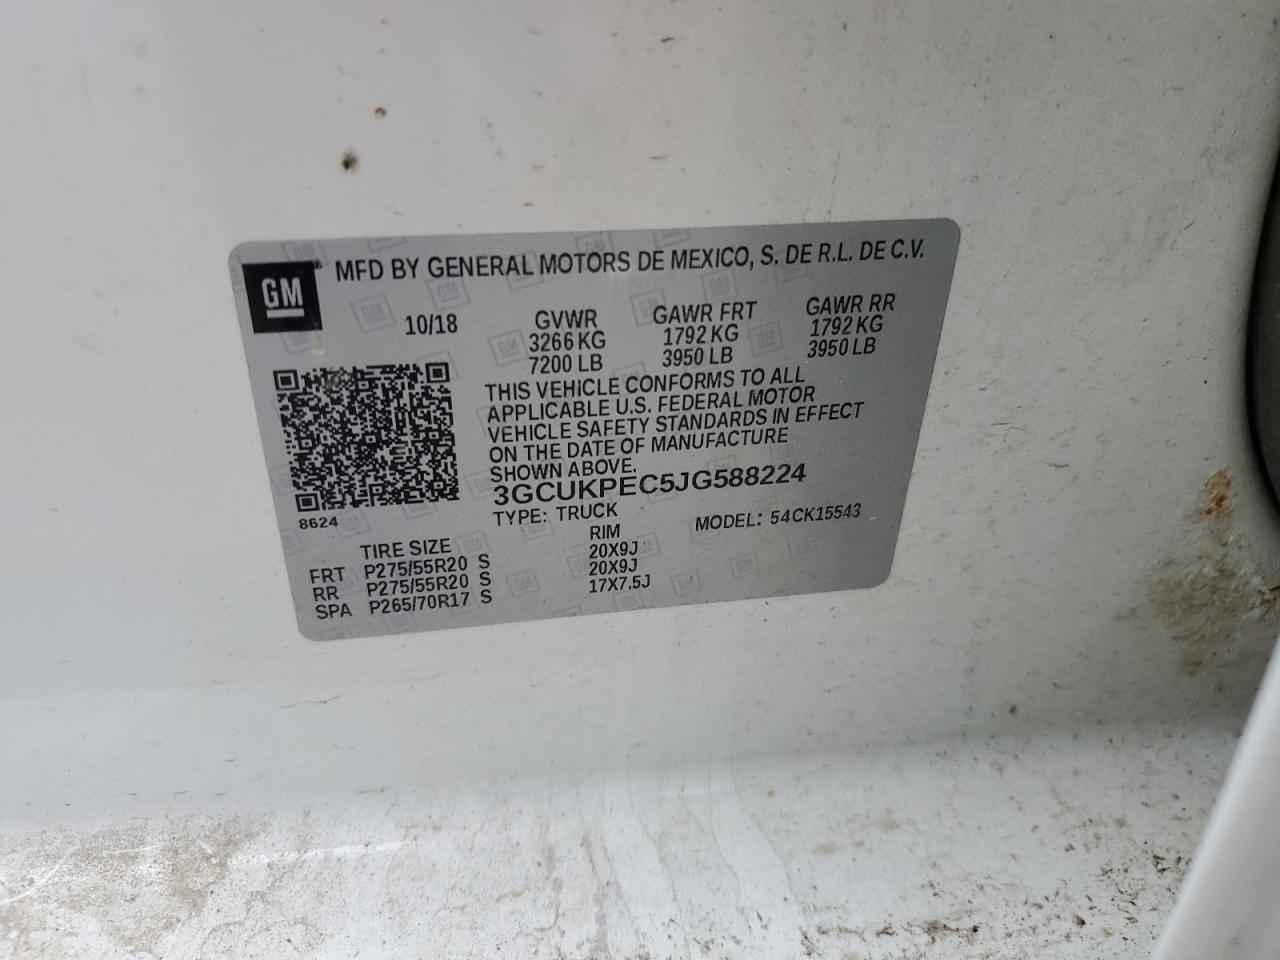 GM MFD BY GENERAL MOTORS DE MEXICO, S. DE R.L. DE C.V.
10/18
GVWR GAWR FRT GAWR RR
3266 KG 1792 KG 1792 KG
7200 LB 3950 LB 3950 LB
THIS VEHICLE CONFORMS TO ALL
APPLICABLE U.S. FEDERAL MOTOR
VEHICLE SAFETY STANDARDS IN EFFECT
ON THE DATE OF MANUFACTURE
SHOWN ABOVE.
3GCUKPEC5JG588224
TYPE: TRUCK MODEL: 54CK15543
8624
TIRE SIZE RIM
FRT P275/55R20 S 20X9J
RR P275/55R20 S 20X9J
SPA P265/70R17 S 17X7.5J